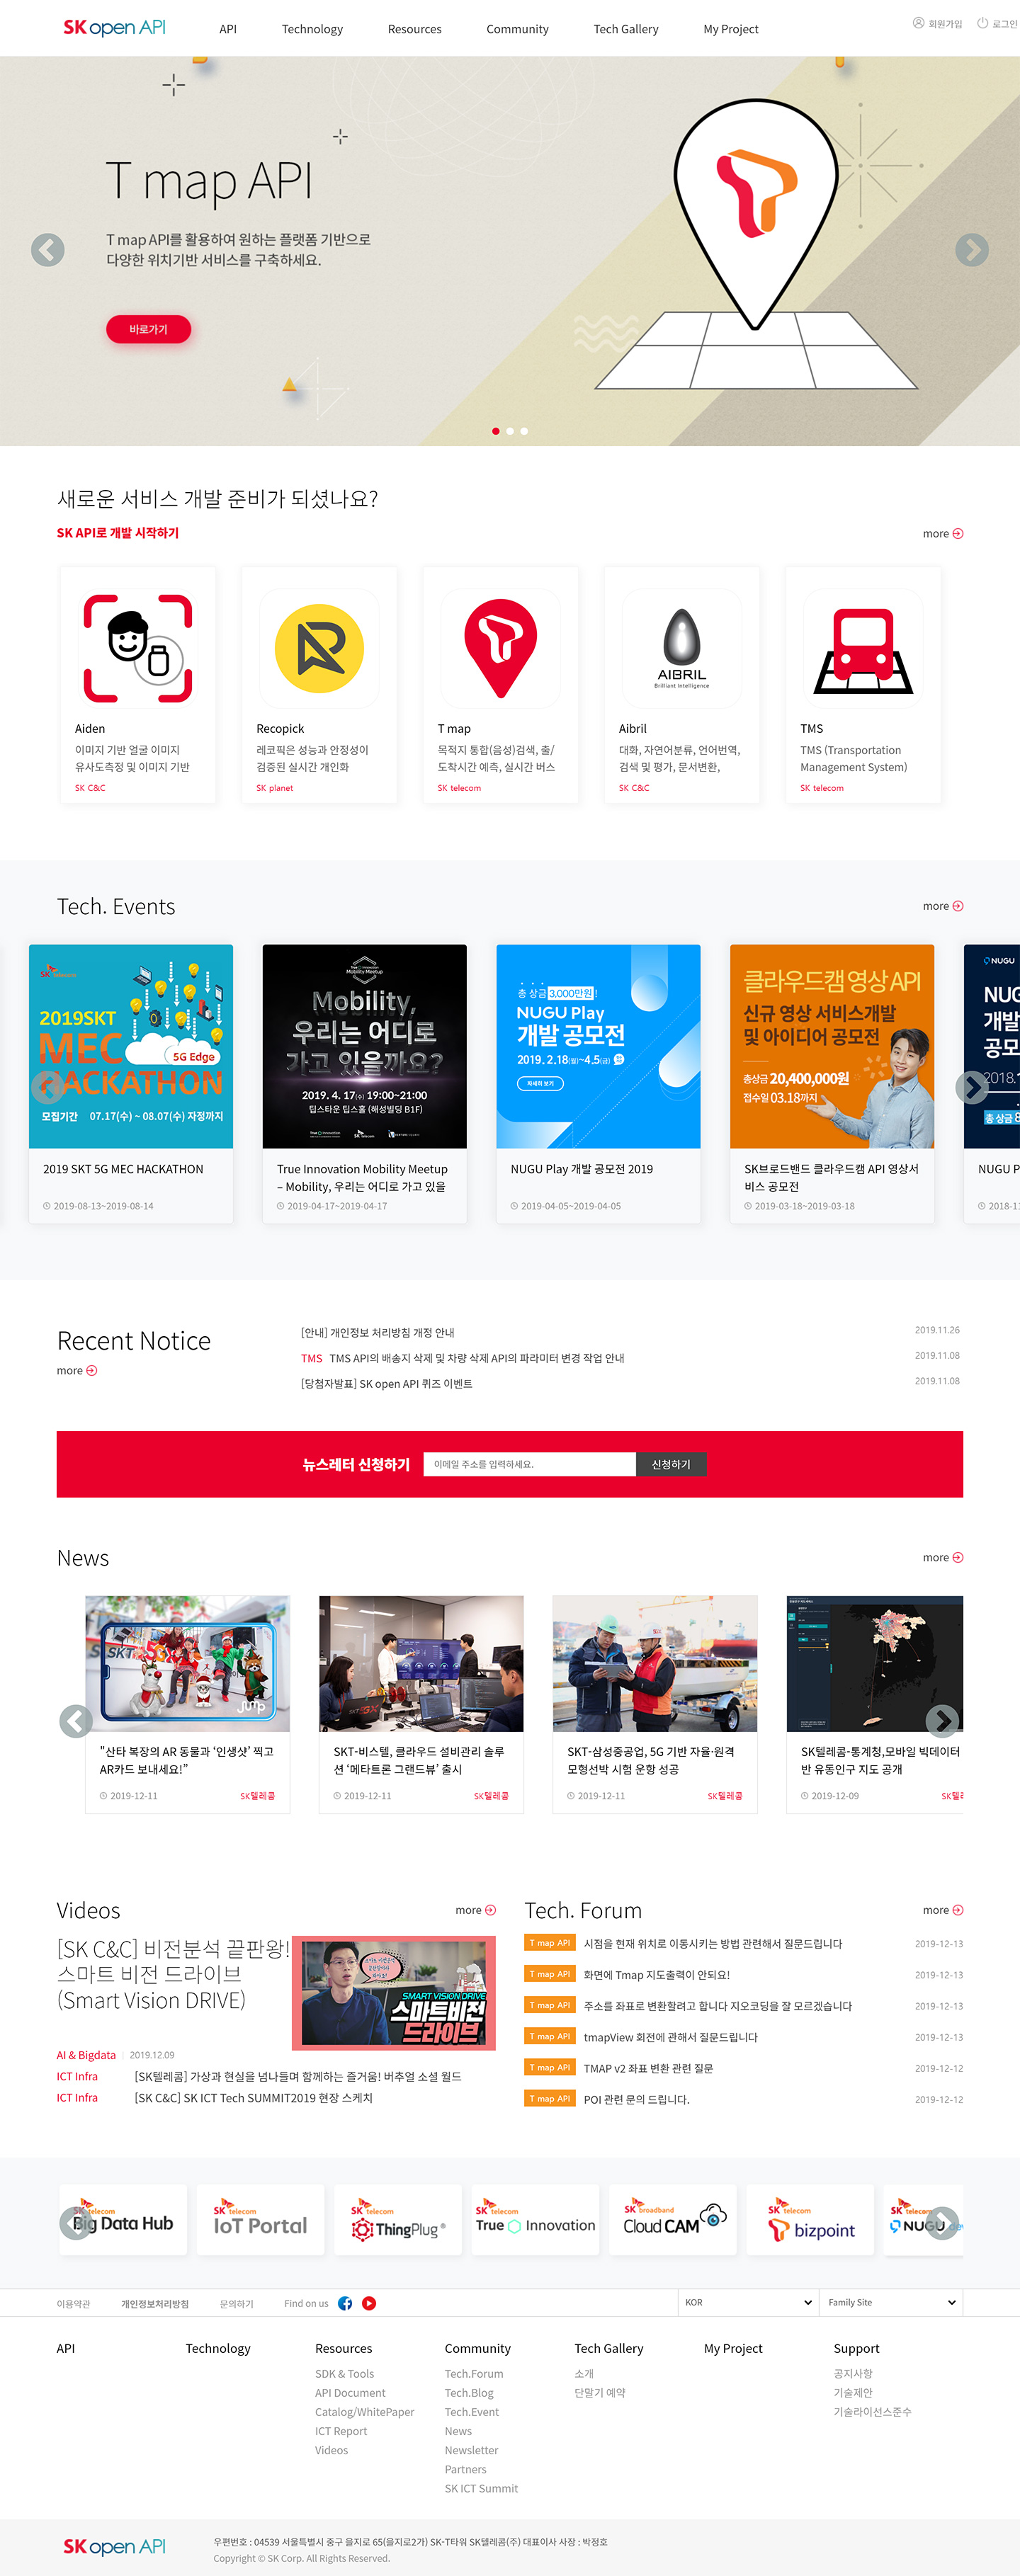 SK open API
API
Technology
Resources
Community
Tech Gallery
My Project
회원가입
로그인
T map API
T map API를 활용하여 원하는 플랫폼 기반으로
다양한 위치기반 서비스를 구축하세요.
바로가기
새로운 서비스 개발 준비가 되셨나요?
SK API로 개발 시작하기
more
Aiden
이미지 기반 얼굴 이미지
유사도측정 및 이미지 기반
SK C&C
Recopick
레코픽은 성능과 안정성이
검증된 실시간 개인화
SK planet
T map
목적지 통합(음성)검색, 출/
도착시간 예측, 실시간 버스
SK telecom
AIBRIL
Brilliant Intelligence
Aibril
대화, 자연어분류, 언어번역,
검색 및 평가, 문서변환,
SK C&C
TMS
TMS (Transportation
Management System)
SK telecom
Tech. Events
more
SK telecom
2019SKT
MEC
5G Edge
HACKATHON
모집기간 07.17(수) ~ 08.07(수) 자정까지
2019 SKT 5G MEC HACKATHON
2019-08-13~2019-08-14
True Innovation
Mobility Meetup
Mobility,
우리는 어디로
가고 있을까요?
2019. 4. 17(수) 19:00~21:00
팁스타운 팁스홀 (해성빌딩 B1F)
True Innovation
SK telecom
True Innovation Mobility Meetup
– Mobility, 우리는 어디로 가고 있을
2019-04-17~2019-04-17
총 상금 3,000만원!
NUGU Play
개발 공모전
2019. 2.18(월)~4.5(금)
자세히 보기
NUGU Play 개발 공모전 2019
2019-04-05~2019-04-05
클라우드캠 영상 API
신규 영상 서비스개발
및 아이디어 공모전
총상금 20,400,000원
접수일 03.18까지
SK브로드밴드 클라우드캠 API 영상서
비스 공모전
2019-03-18~2019-03-18
NUGU
NUG
개발
공모
2018.1
총 상금 8
NUGU P
2018-11
Recent Notice
more
[안내] 개인정보 처리방침 개정 안내
2019.11.26
TMS TMS API의 배송지 삭제 및 차량 삭제 API의 파라미터 변경 작업 안내
2019.11.08
[당첨자발표] SK open API 퀴즈 이벤트
2019.11.08
뉴스레터 신청하기
이메일 주소를 입력하세요.
신청하기
News
more
SKT 5G
jump
"산타 복장의 AR 동물과 ‘인생샷’ 찍고
AR카드 보내세요!”
2019-12-11
SK텔레콤
SKT-비스텔, 클라우드 설비관리 솔루
션 ‘메타트론 그랜드뷰’ 출시
2019-12-11
SK텔레콤
SKT-삼성중공업, 5G 기반 자율·원격
모형선박 시험 운항 성공
2019-12-11
SK텔레콤
SK텔레콤-통계청,모바일 빅데이터
반 유동인구 지도 공개
2019-12-09
SK텔레
Videos
more
[SK C&C] 비전분석 끝판왕!
스마트 비전 드라이브
(Smart Vision DRIVE)
SMART VISION DRIVE
스마트비전
드라이브
AI & Bigdata
2019.12.09
ICT Infra
[SK텔레콤] 가상과 현실을 넘나들며 함께하는 즐거움! 버추얼 소셜 월드
ICT Infra
[SK C&C] SK ICT Tech SUMMIT2019 현장 스케치
Tech. Forum
more
T map API 시점을 현재 위치로 이동시키는 방법 관련해서 질문드립니다 2019-12-13
T map API 화면에 Tmap 지도출력이 안되요! 2019-12-13
T map API 주소를 좌표로 변환할려고 합니다 지오코딩을 잘 모르겠습니다 2019-12-13
T map API tmapView 회전에 관해서 질문드립니다 2019-12-13
T map API TMAP v2 좌표 변환 관련 질문 2019-12-12
T map API POI 관련 문의 드립니다. 2019-12-12
SK telecom
Big Data Hub
SK telecom
IoT Portal
SK telecom
ThingPlug®
SK telecom
True Innovation
SK broadband
Cloud CAM
SK telecom
bizpoint
SK telecom
NUGU de
이용약관
개인정보처리방침
문의하기
Find on us
KOR
Family Site
API
Technology
Resources
SDK & Tools
API Document
Catalog/WhitePaper
ICT Report
Videos
Community
Tech.Forum
Tech.Blog
Tech.Event
News
Newsletter
Partners
SK ICT Summit
Tech Gallery
소개
단말기 예약
My Project
Support
공지사항
기술제안
기술라이선스준수
SK open API
우편번호 : 04539 서울특별시 중구 을지로 65(을지로2가) SK-T타워 SK텔레콤(주) 대표이사 사장 : 박정호
Copyright © SK Corp. All Rights Reserved.